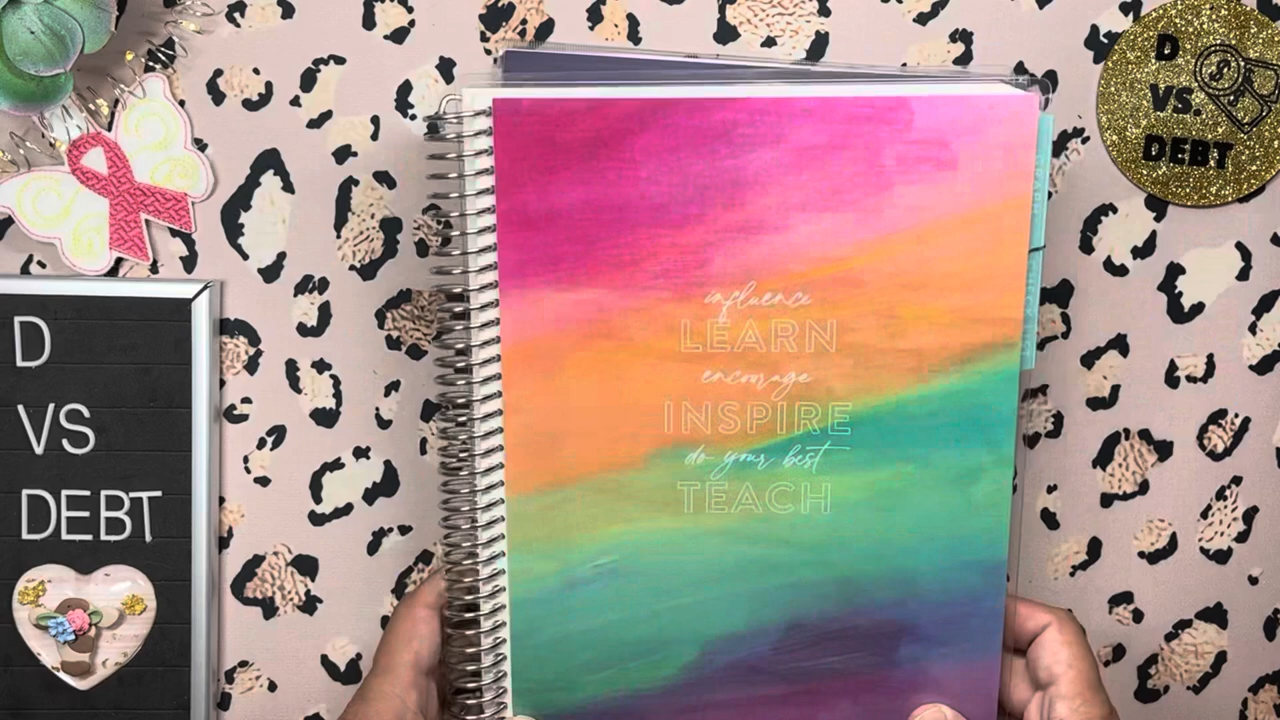 D
VS
DEBT
influence
LEARN
encourage
INSPIRE
do your best
TEACH
D
VS.
DEBT